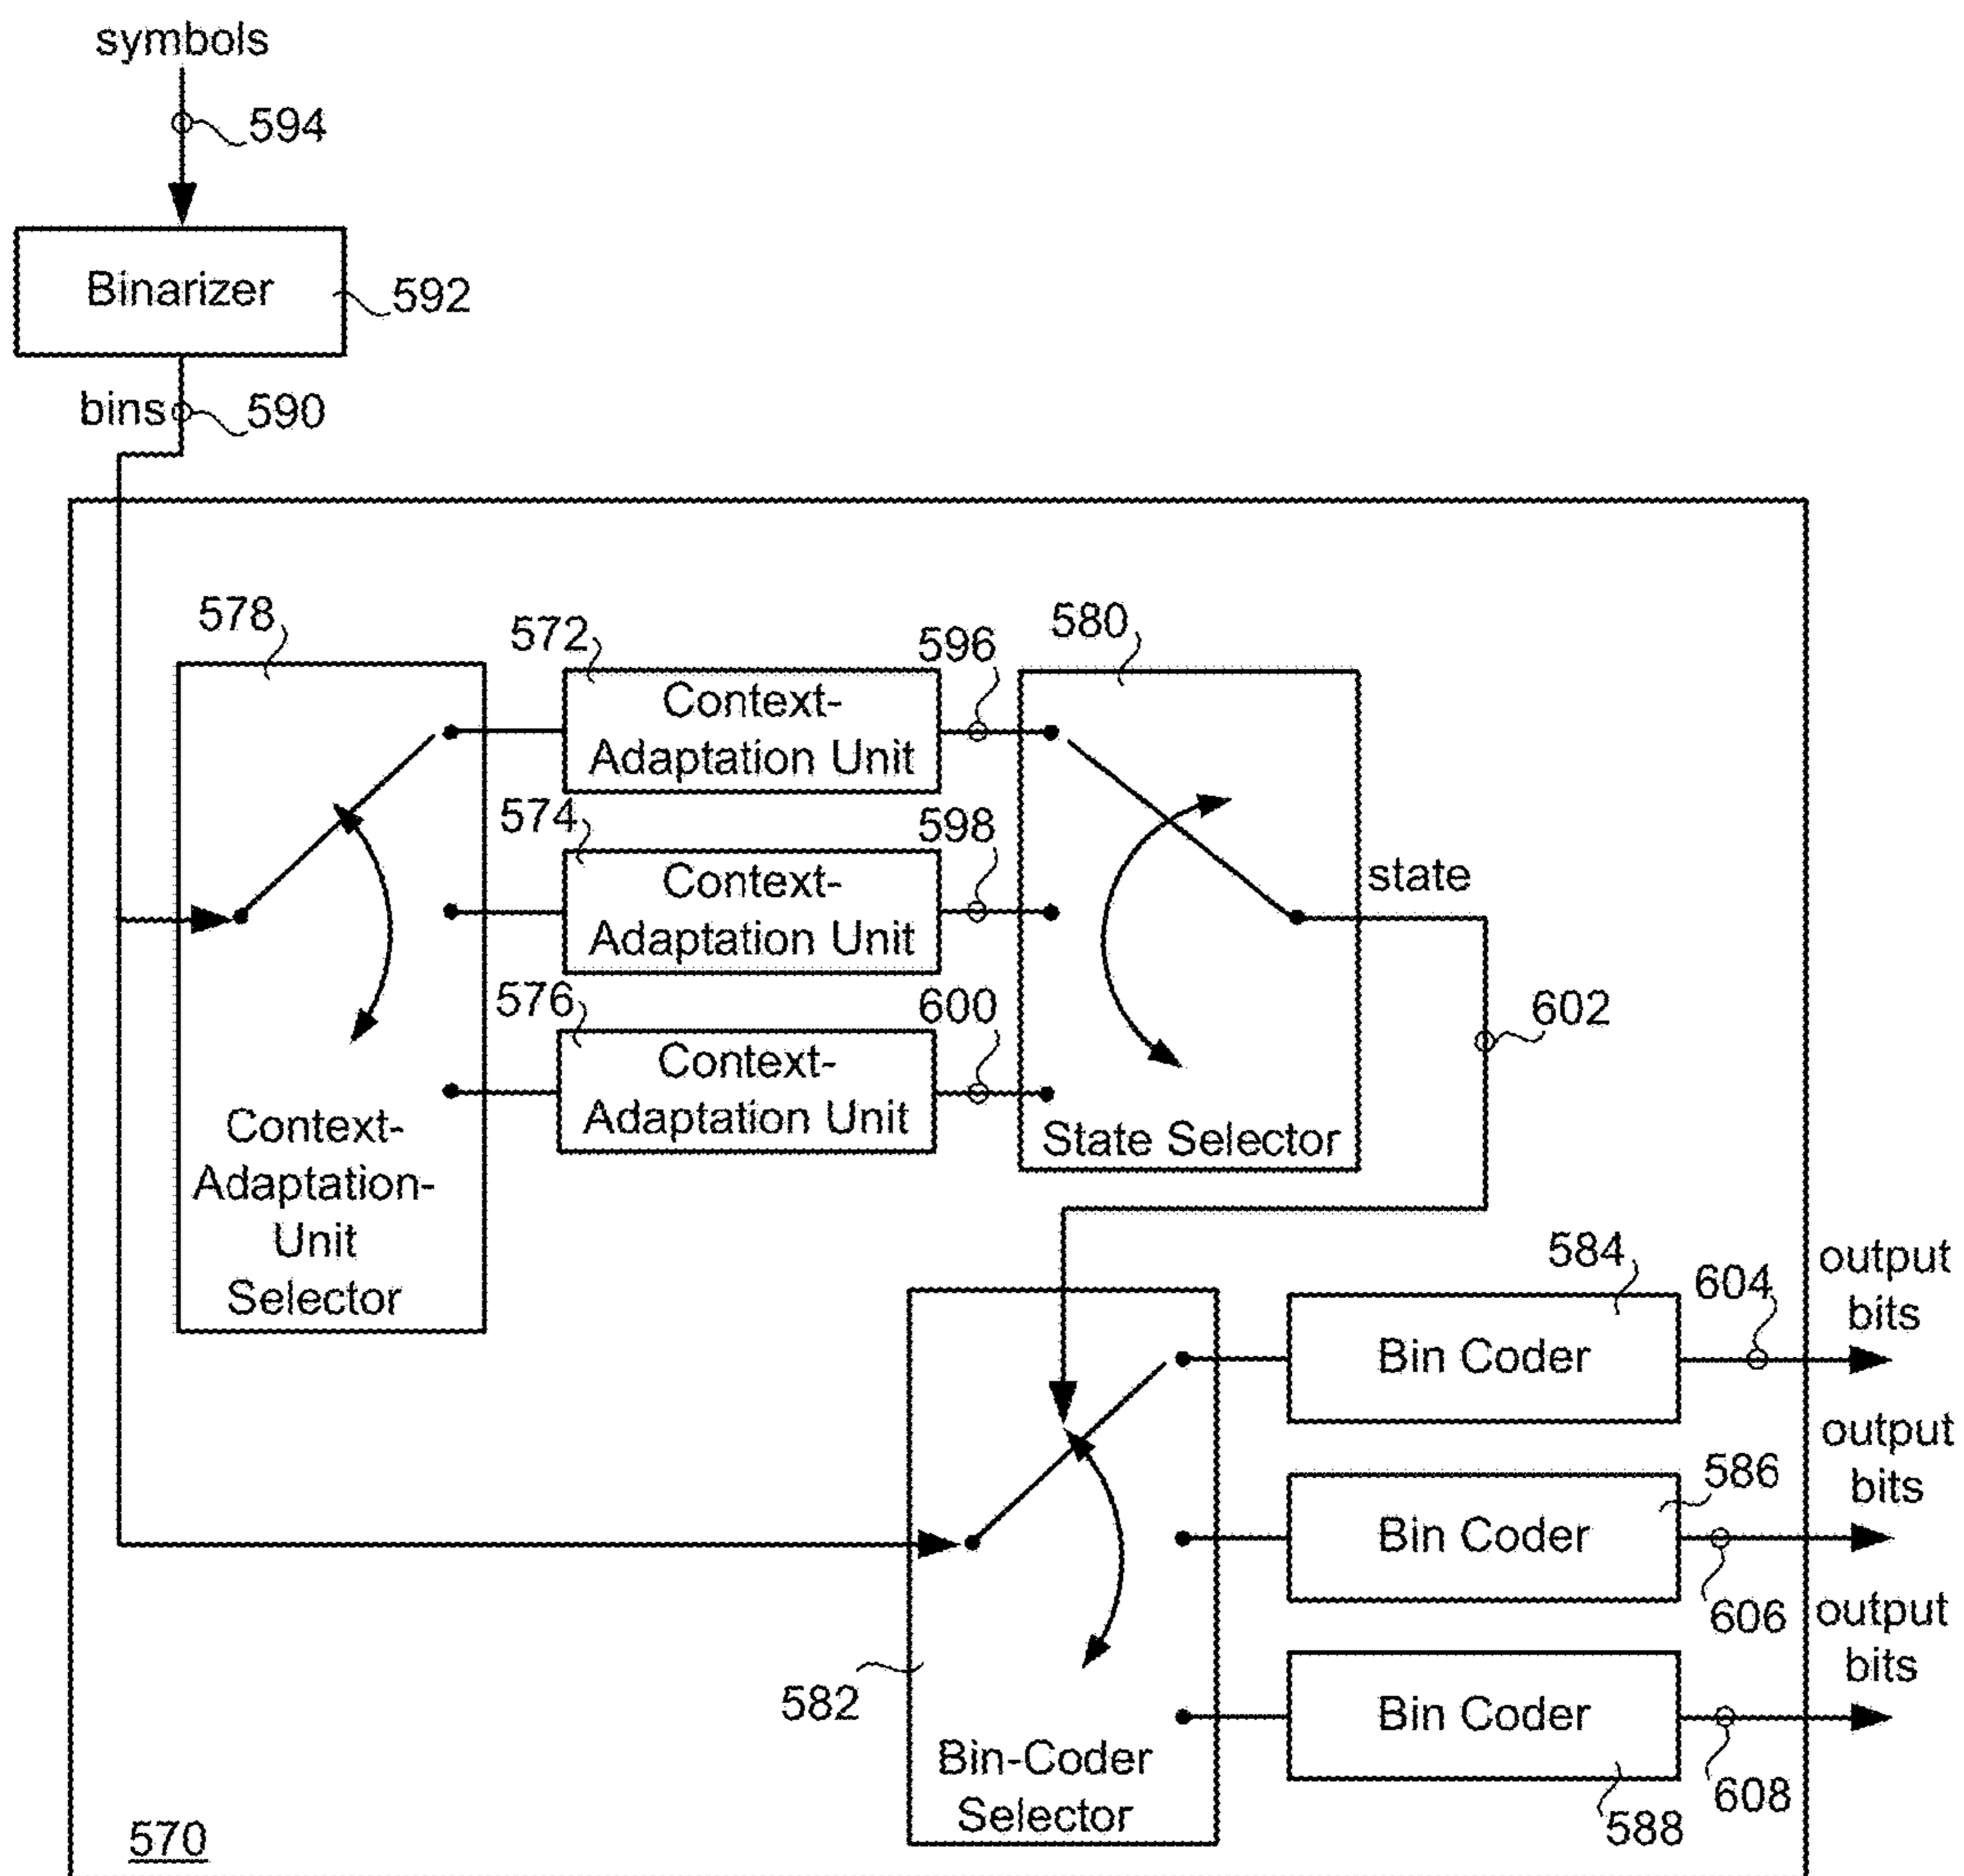 symbols
594
Binarizer
592
bins
590
578
572
596
580
Context-
Adaptation Unit
574
598
Context-
Adaptation Unit
state
576
600
602
Context-
Adaptation Unit
Context-
Adaptation-
Unit
Selector
State Selector
584
604
output
bits
Bin Coder
586
output
bits
Bin Coder
606
output
bits
582
Bin Coder
608
588
Bin-Coder
Selector
570